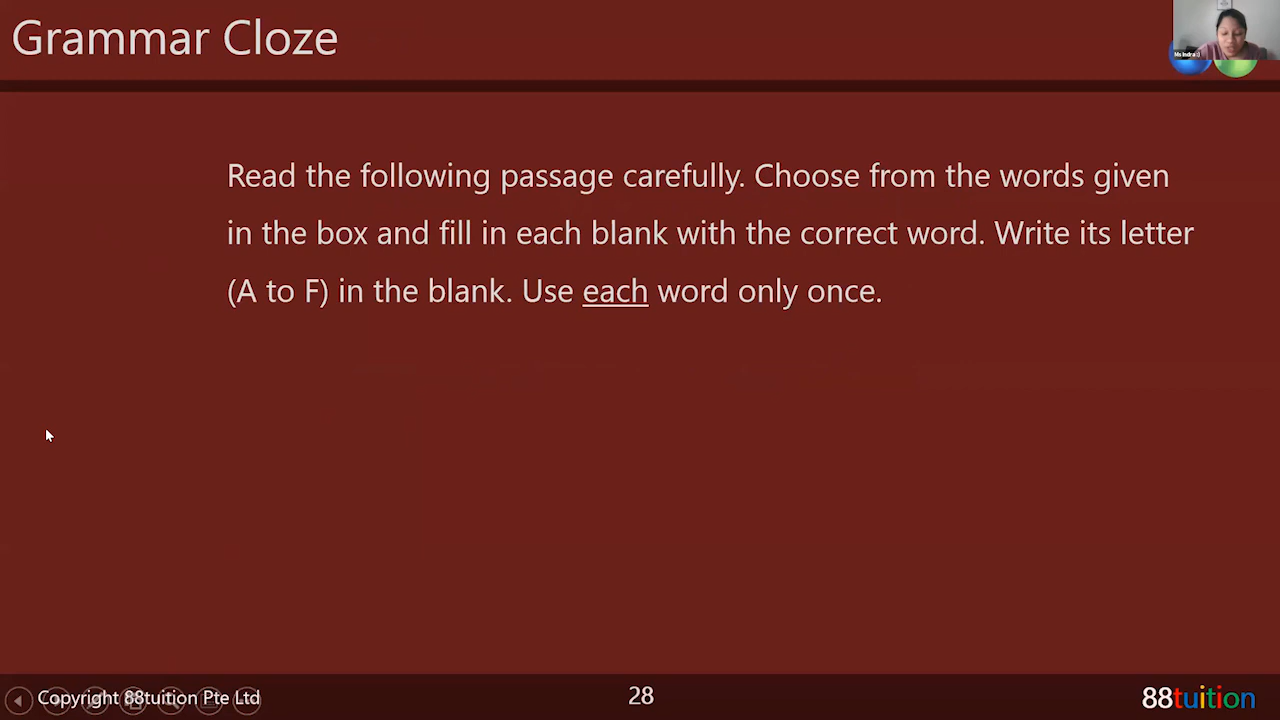 Grammar Cloze
Ms Indra :)
Read the following passage carefully. Choose from the words given
in the box and fill in each blank with the correct word. Write its letter
(A to F) in the blank. Use each word only once.
Copyright 88tuition Pte Ltd
28
88tuition